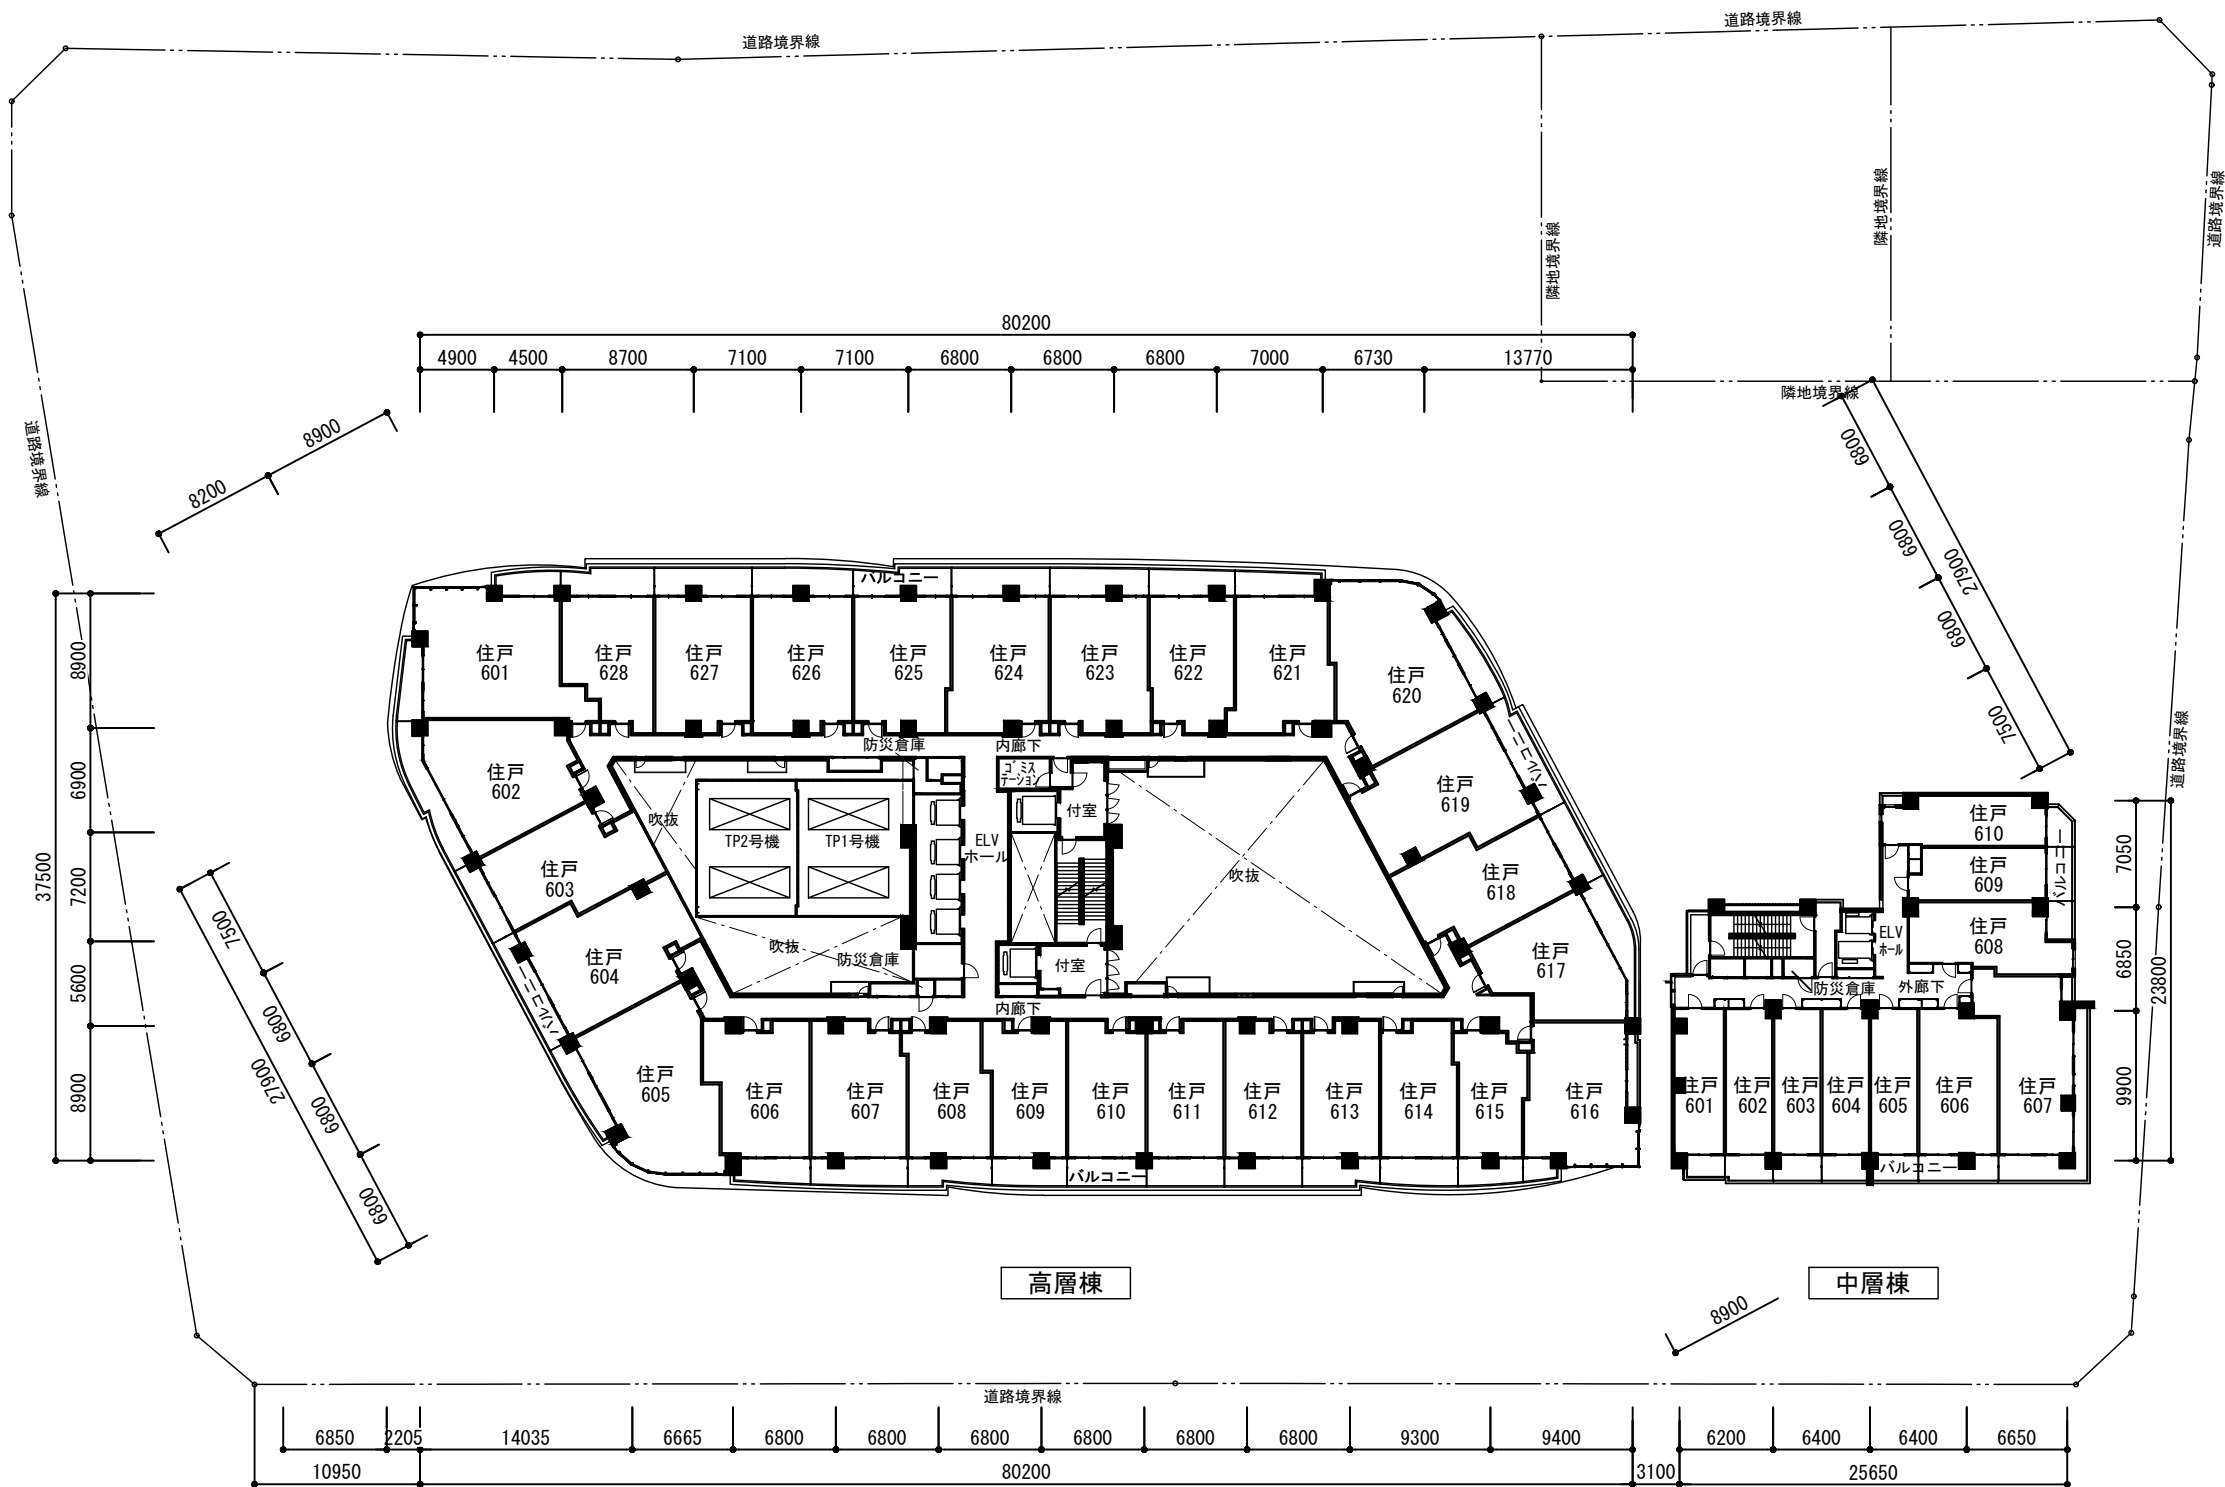 道路境界線
道路境界線
道路境界線
道路境界線
隣地境界線
隣地境界線
隣地境界線
道路境界線
道路境界線
80200
4900 4500 8700 7100 7100 6800 6800 6800 7000 6730 13770
8200 8900
6800 6800 6800 7500
27900
37500
8900 6900 7200 5600 8900
7500 6800 6800 6800
27900
バルコニー
住戸
601
住戸
628
住戸
627
住戸
626
住戸
625
住戸
624
住戸
623
住戸
622
住戸
621
住戸
620
住戸
602
住戸
603
住戸
604
住戸
605
バルコニー
防災倉庫
内廊下
ゴミス
テーション
付室
吹抜
TP2号機
TP1号機
ELV
ホール
吹抜
吹抜
防災倉庫
付室
内廊下
住戸
619
住戸
618
住戸
617
バルコニー
住戸
606
住戸
607
住戸
608
住戸
609
住戸
610
住戸
611
住戸
612
住戸
613
住戸
614
住戸
615
住戸
616
バルコニー
住戸
610
住戸
609
住戸
608
バルコニー
ELV
ホール
防災倉庫
外廊下
住戸
601
住戸
602
住戸
603
住戸
604
住戸
605
住戸
606
住戸
607
バルコニー
7050 6850 9900
23800
高層棟
中層棟
8900
道路境界線
6850 2205 14035 6665 6800 6800 6800 6800 6800 6800 9300 9400 6200 6400 6400 6650
10950 80200 3100 25650